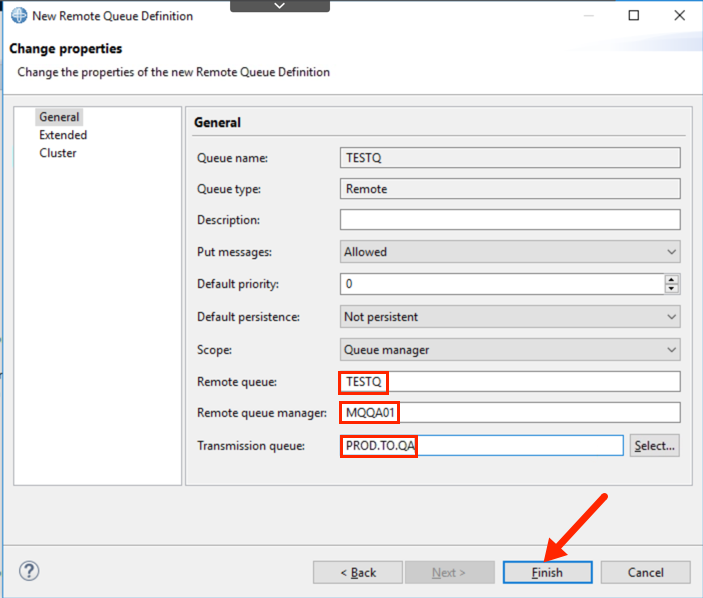 New Remote Queue Definition
Change properties
Change the properties of the new Remote Queue Definition
General
Extended
Cluster
General
Queue name: TESTQ
Queue type: Remote
Description:
Put messages: Allowed
Default priority: 0
Default persistence: Not persistent
Scope: Queue manager
Remote queue: TESTQ
Remote queue manager: MQQA01
Transmission queue: PROD.TO.QA Select...
? < Back Next > Finish Cancel